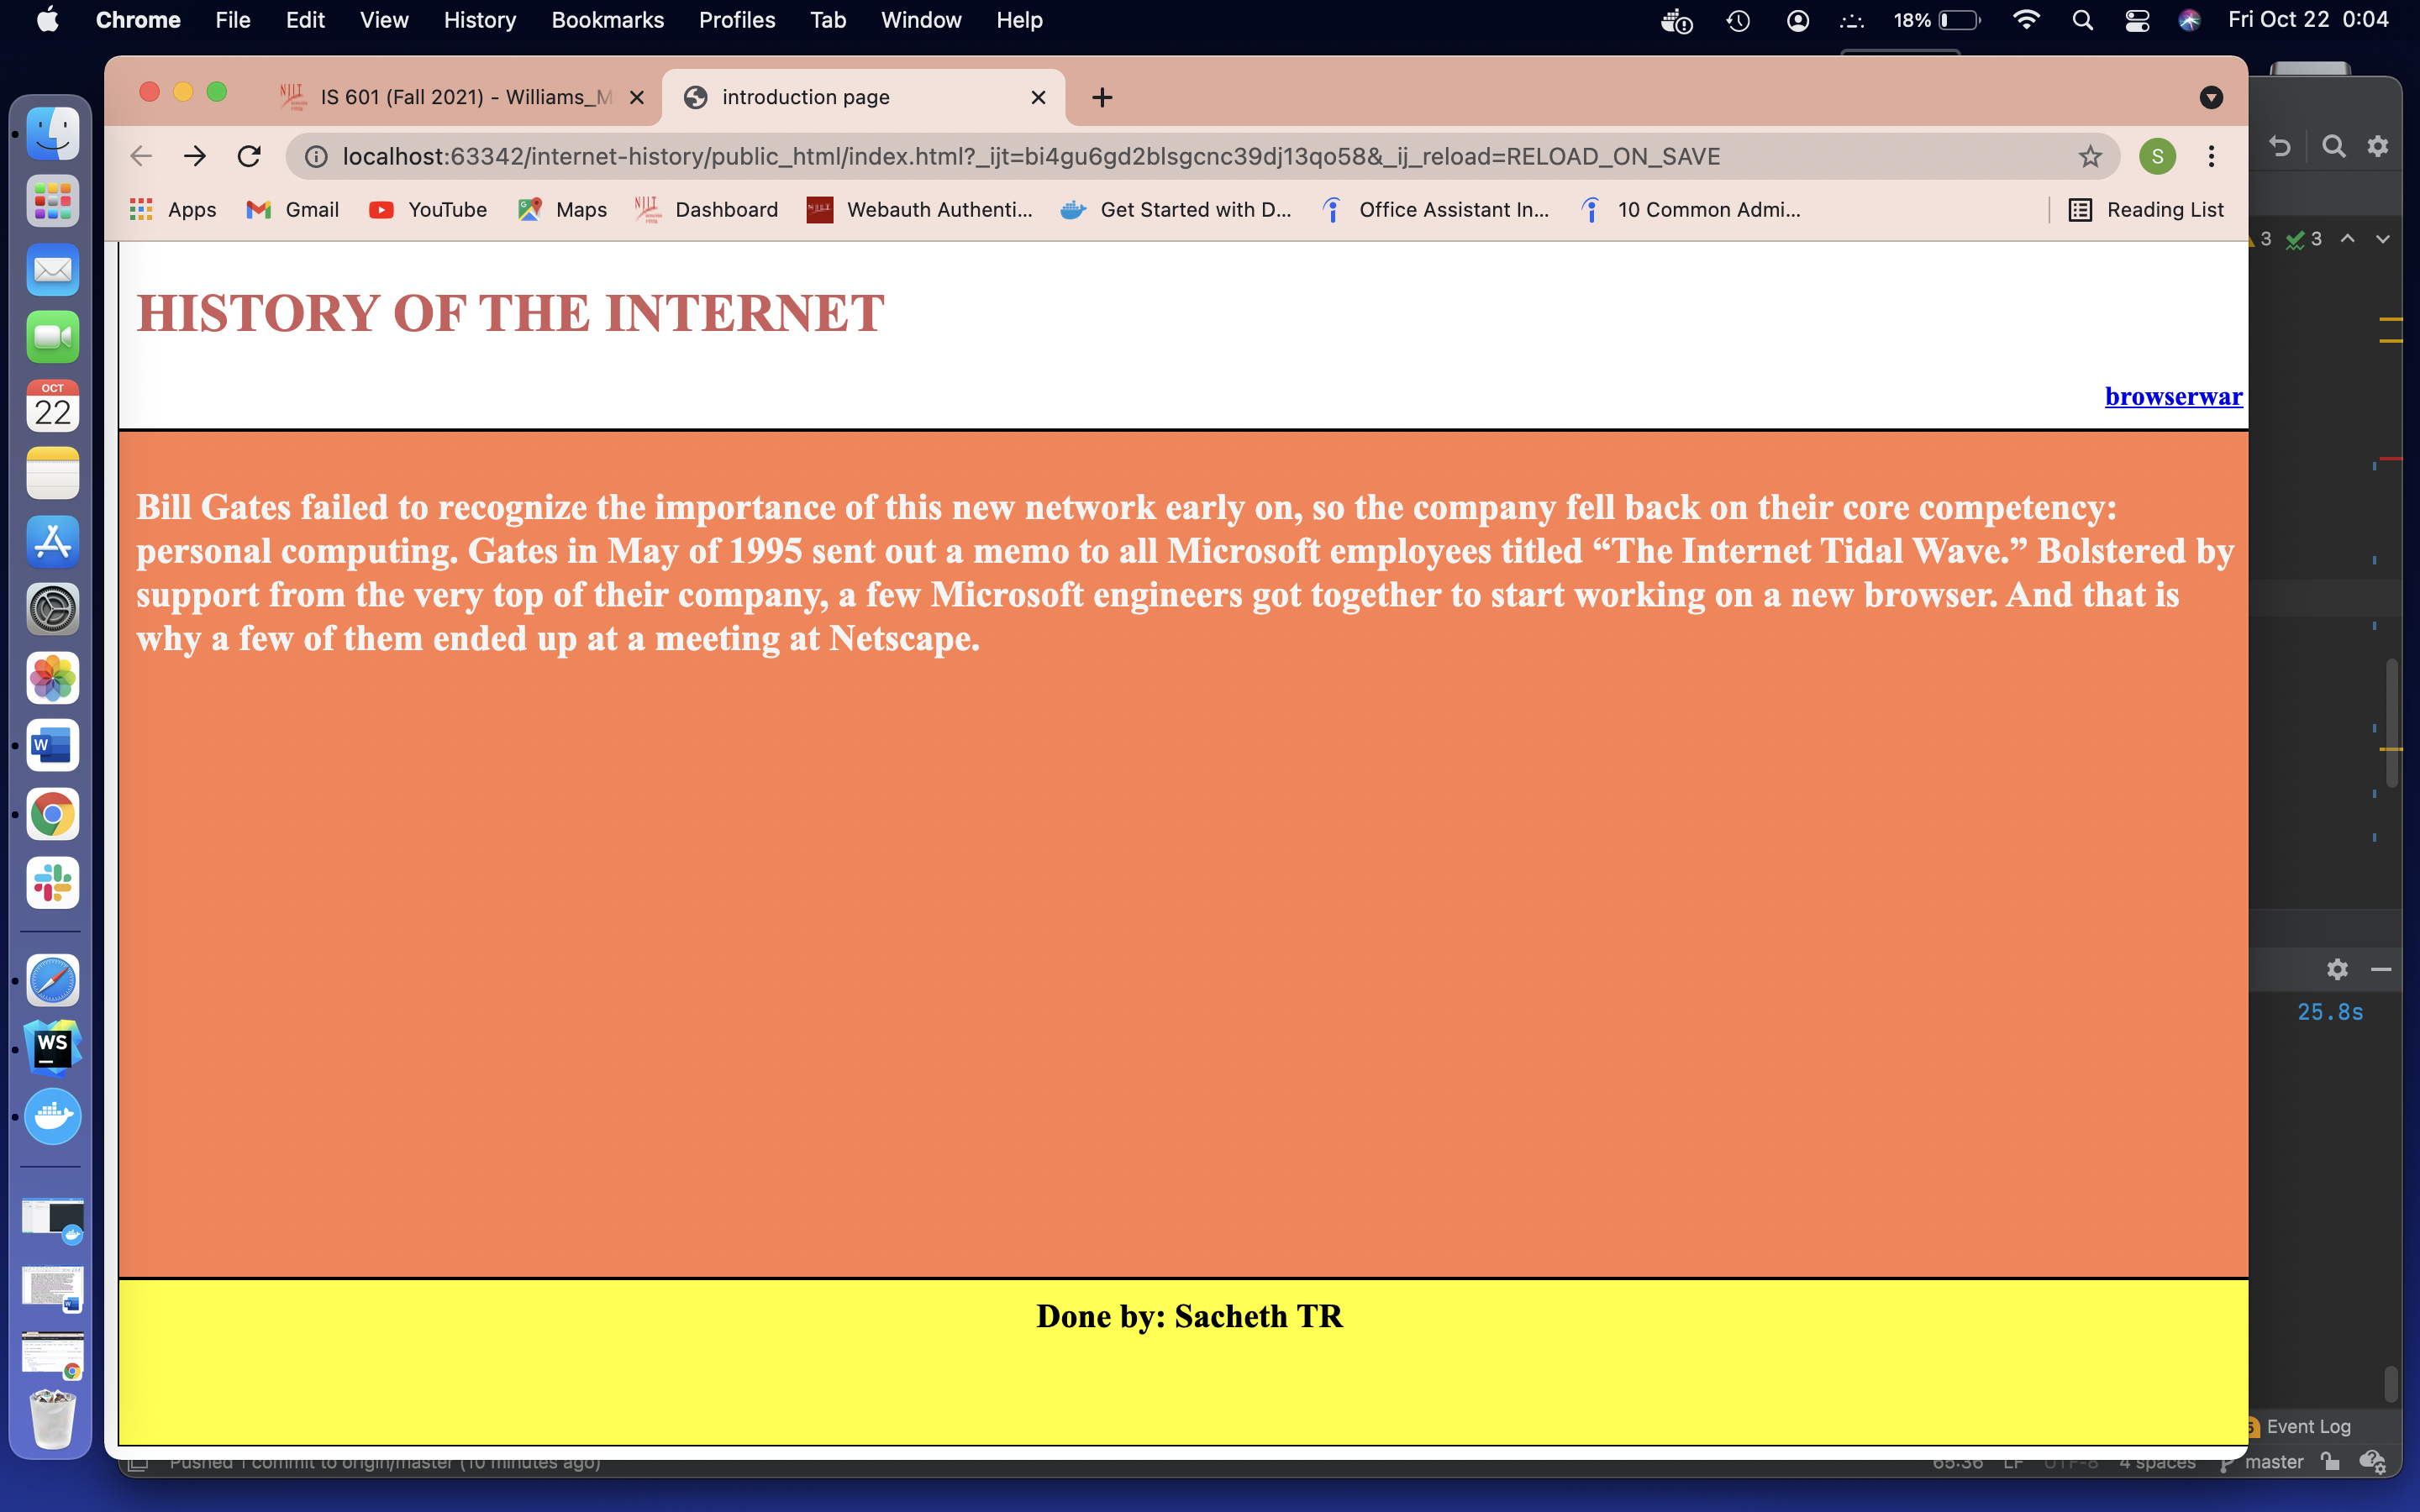 Chrome File Edit View History Bookmarks Profiles Tab Window Help 18% Fri Oct 22 0:04
IS 601 (Fall 2021) - Williams_M introduction page
localhost:63342/internet-history/public_html/index.html?_ijt=bi4gu6gd2blsgcnc39dj13qo58&_ij_reload=RELOAD_ON_SAVE S
Apps Gmail YouTube Maps Dashboard Webauth Authenti... Get Started with D... Office Assistant In... 10 Common Admi... Reading List
3 3
HISTORY OF THE INTERNET
browserwar
OCT
22
Bill Gates failed to recognize the importance of this new network early on, so the company fell back on their core competency:
personal computing. Gates in May of 1995 sent out a memo to all Microsoft employees titled “The Internet Tidal Wave.” Bolstered by
support from the very top of their company, a few Microsoft engineers got together to start working on a new browser. And that is
why a few of them ended up at a meeting at Netscape.
W
25.8s
WS
Done by: Sacheth TR
Event Log
Pushed 1 commit to origin/master (10 minutes ago) 65:36 LF UTF-8 4 spaces master